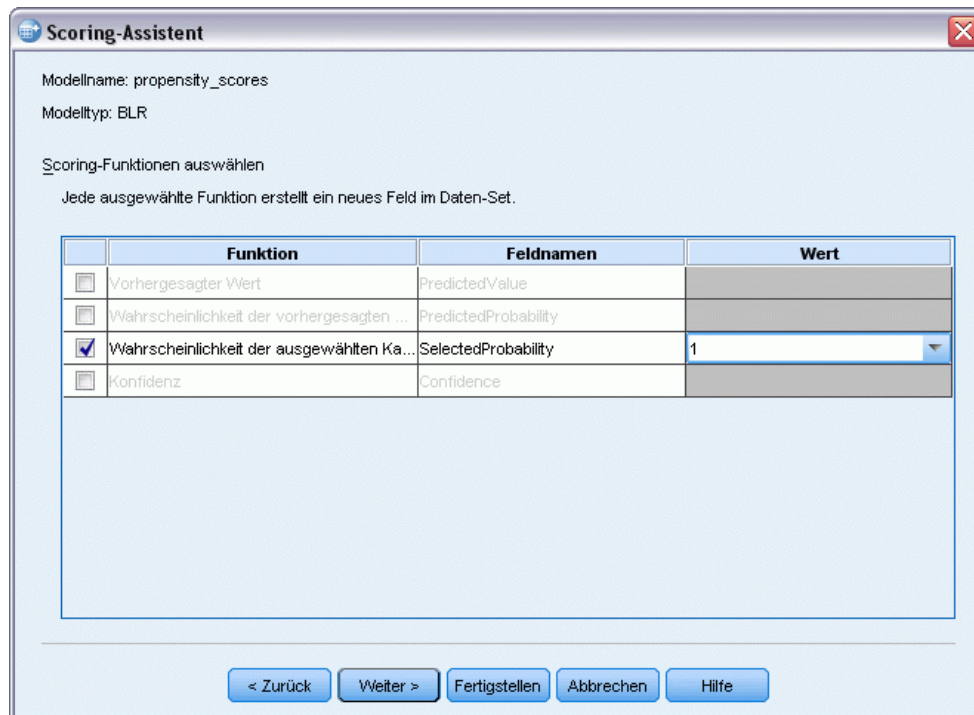 Scoring-Assistent
Modellname: propensity_scores
Modelltyp: BLR
Scoring-Funktionen auswählen
Jede ausgewählte Funktion erstellt ein neues Feld im Daten-Set.
Funktion Feldnamen Wert
Vorhergesagter Wert PredictedValue
Wahrscheinlichkeit der vorhergesagten ... PredictedProbability
Wahrscheinlichkeit der ausgewählten Ka... SelectedProbability 1
Konfidenz Confidence
< Zurück Weiter > Fertigstellen Abbrechen Hilfe